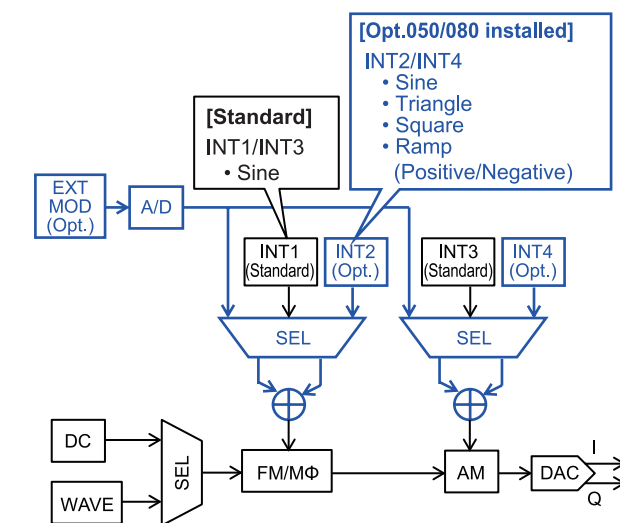 [Opt.050/080 installed]
INT2/INT4
• Sine
• Triangle
• Square
• Ramp
(Positive/Negative)
[Standard]
INT1/INT3
• Sine
EXT
MOD
(Opt.)
A/D
INT1
(Standard)
INT2
(Opt.)
INT3
(Standard)
INT4
(Opt.)
SEL
SEL
DC
WAVE
SEL
FM/MΦ
AM
DAC
I
Q